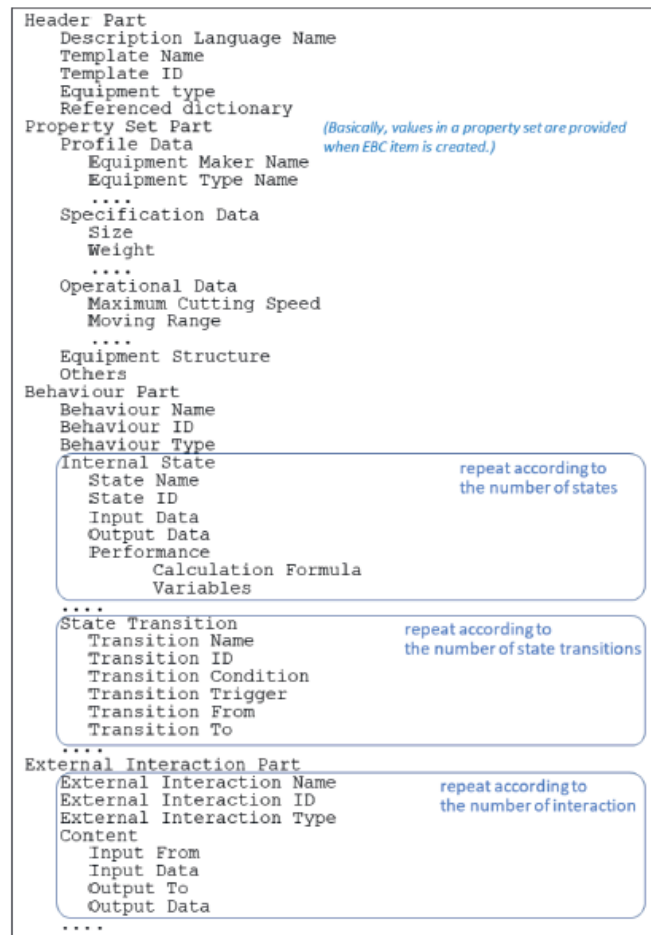 Header Part
Description Language Name
Template Name
Template ID
Equipment type
Referenced dictionary
Property Set Part
(Basically, values in a property set are provided
when EBC item is created.)
Profile Data
Equipment Maker Name
Equipment Type Name
....
Specification Data
Size
Weight
....
Operational Data
Maximum Cutting Speed
Moving Range
....
Equipment Structure
Others
Behaviour Part
Behaviour Name
Behaviour ID
Behaviour Type
Internal State
repeat according to
the number of states
State Name
State ID
Input Data
Output Data
Performance
Calculation Formula
Variables
....
State Transition
repeat according to
the number of state transitions
Transition Name
Transition ID
Transition Condition
Transition Trigger
Transition From
Transition To
....
External Interaction Part
External Interaction Name
repeat according to
the number of interaction
External Interaction ID
External Interaction Type
Content
Input From
Input Data
Output To
Output Data
....